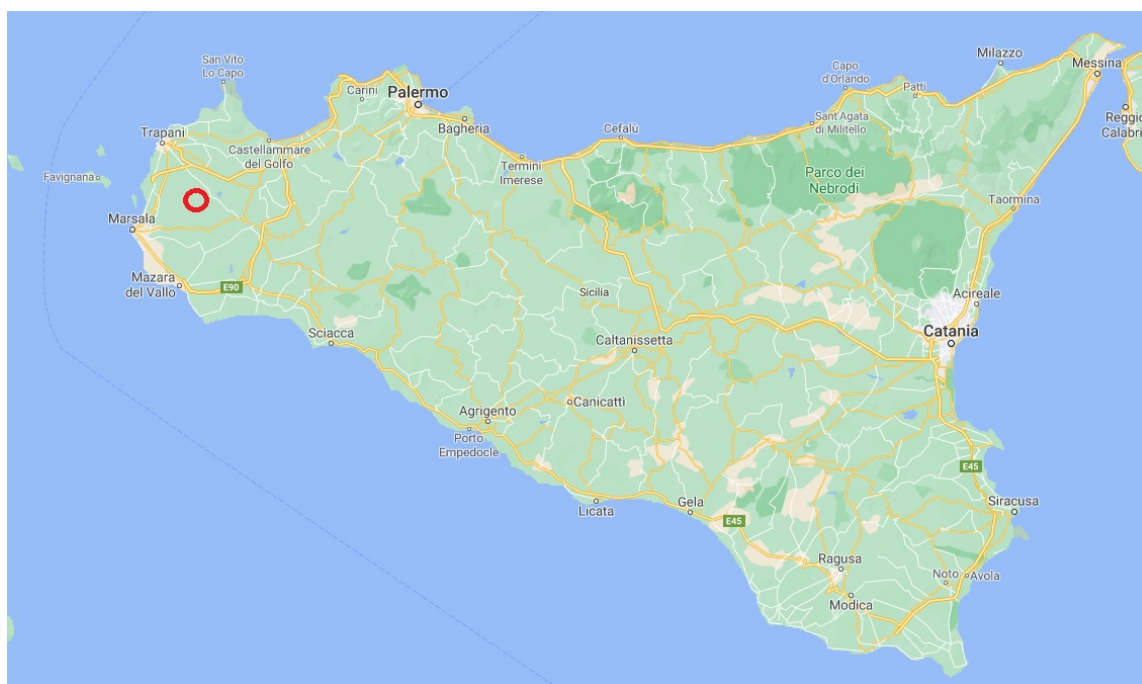 San Vito
Lo Capo
Carini
Palermo
Trapani
Castellammare
del Golfo
Bagheria
Favignana
Marsala
Mazara
del Vallo
E90
Termini
Imerese
Cefalù
Capo
d'Orlando
Sant'Agata
di Militello
Patti
Milazzo
Messina
Reggio
Calabri
Parco dei
Nebrodi
Taormina
Sciacca
Sicilia
Caltanissetta
Acireale
Catania
Agrigento
Canicattì
Porto
Empedocle
Licata
Gela
E45
E45
Siracusa
Ragusa
Modica
Noto
Avola